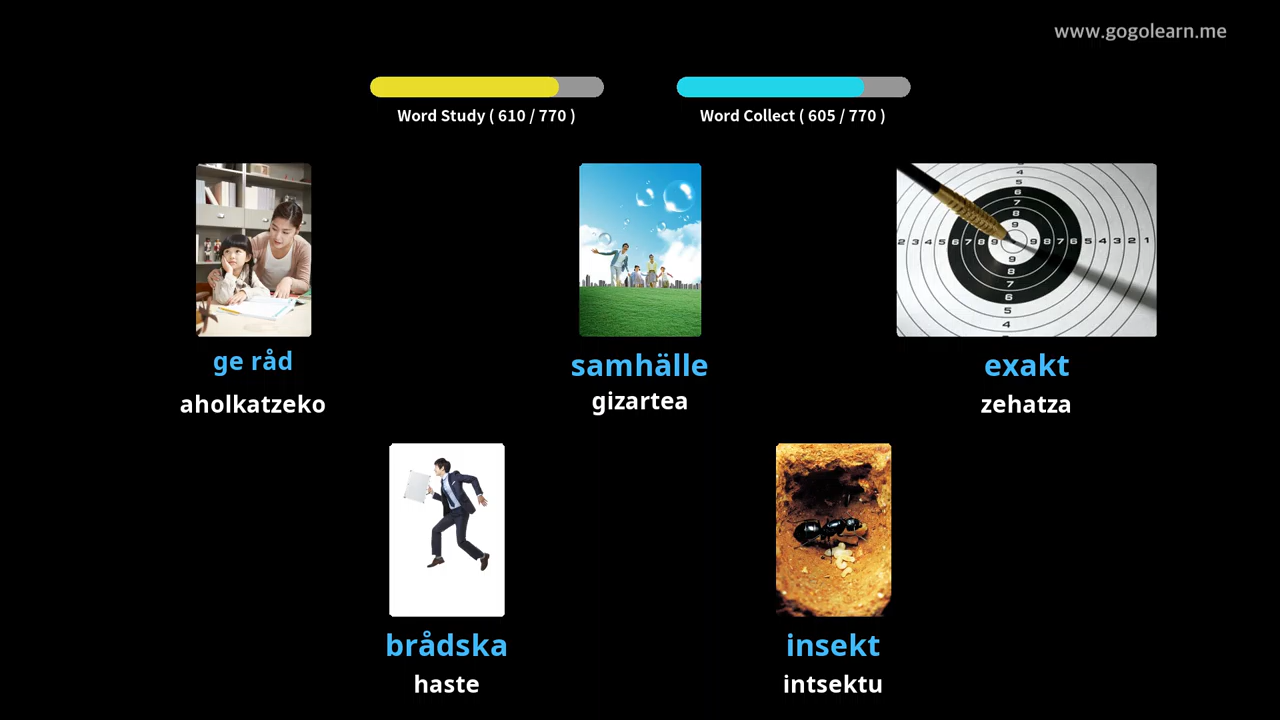 www.gogolearn.me
Word Study ( 610 / 770 )
Word Collect ( 605 / 770 )
ge råd
aholkatzeko
samhälle
gizartea
exakt
zehatza
brådska
haste
insekt
intsektu